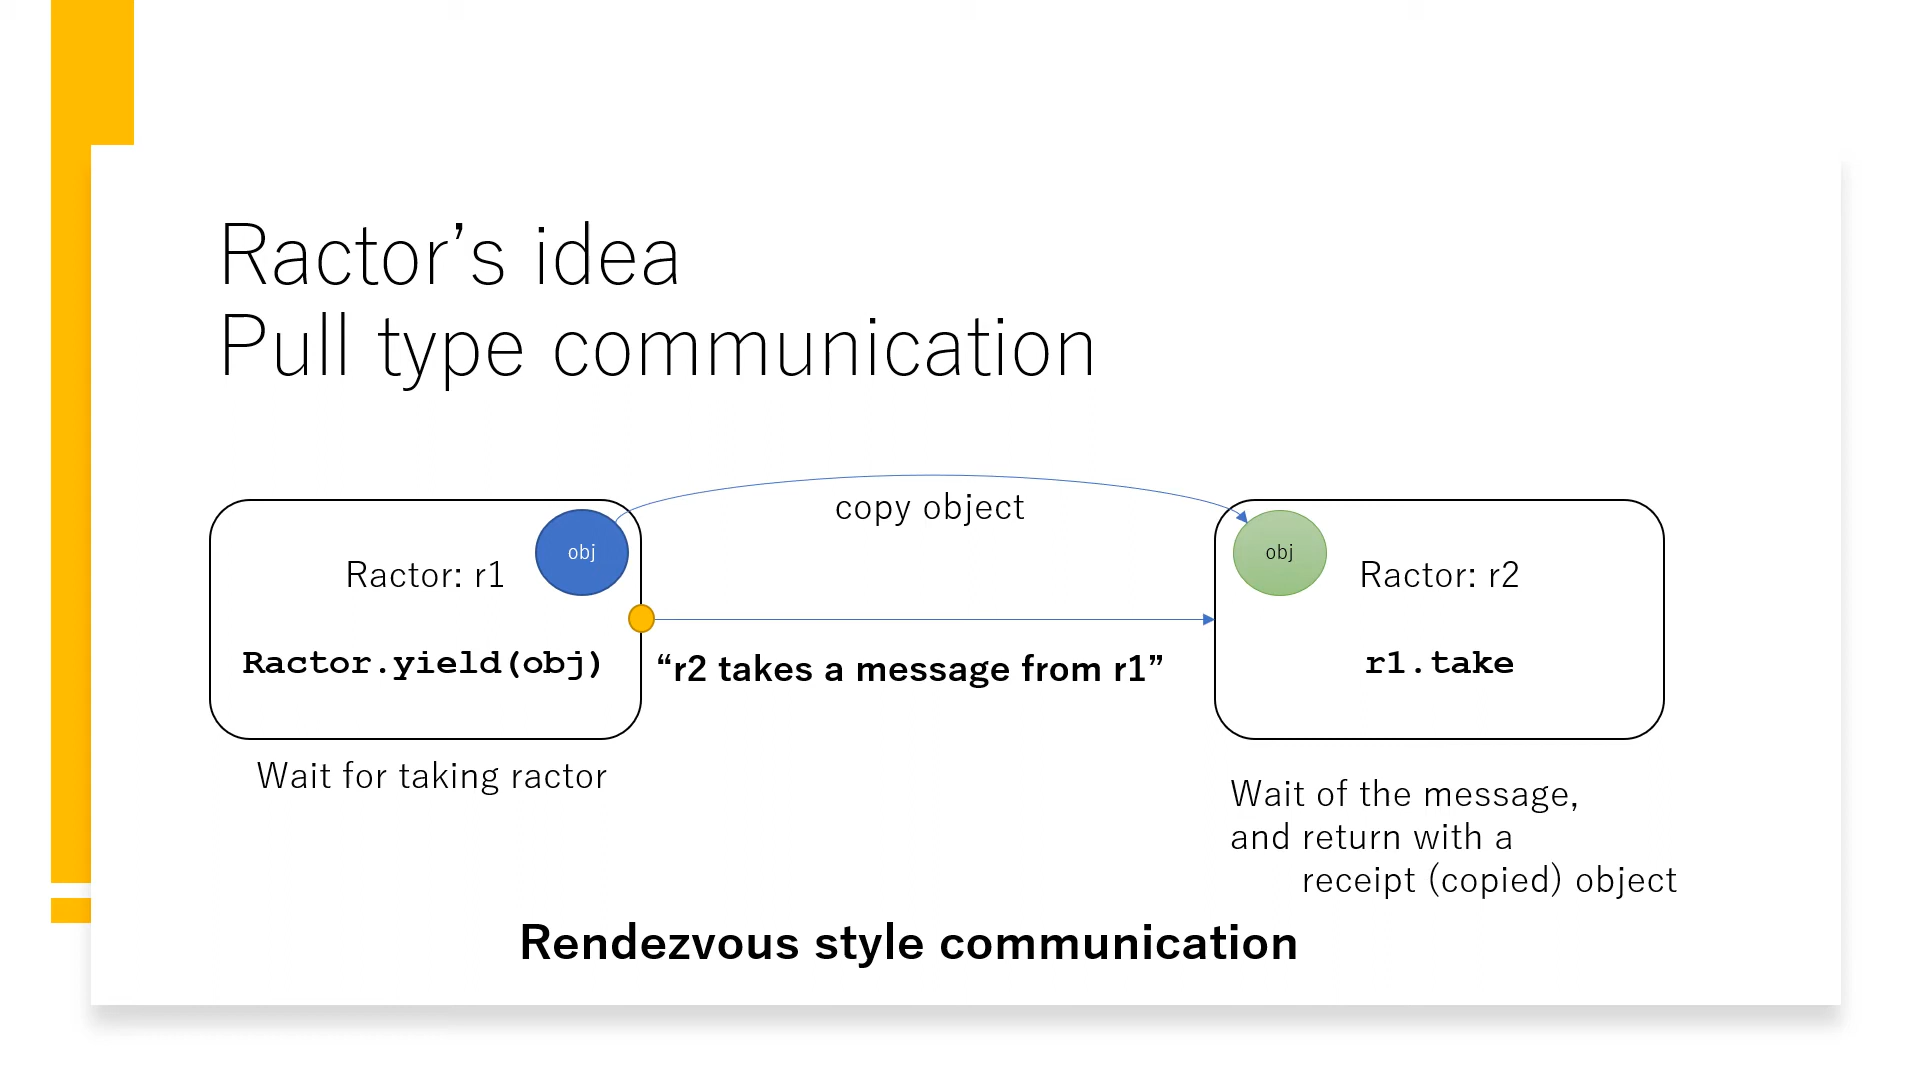 Ractor’s idea
Pull type communication
copy object
obj
obj
Ractor: r1
Ractor: r2
Ractor.yield(obj)
“r2 takes a message from r1”
r1.take
Wait for taking ractor
Wait of the message,
and return with a
receipt (copied) object
Rendezvous style communication